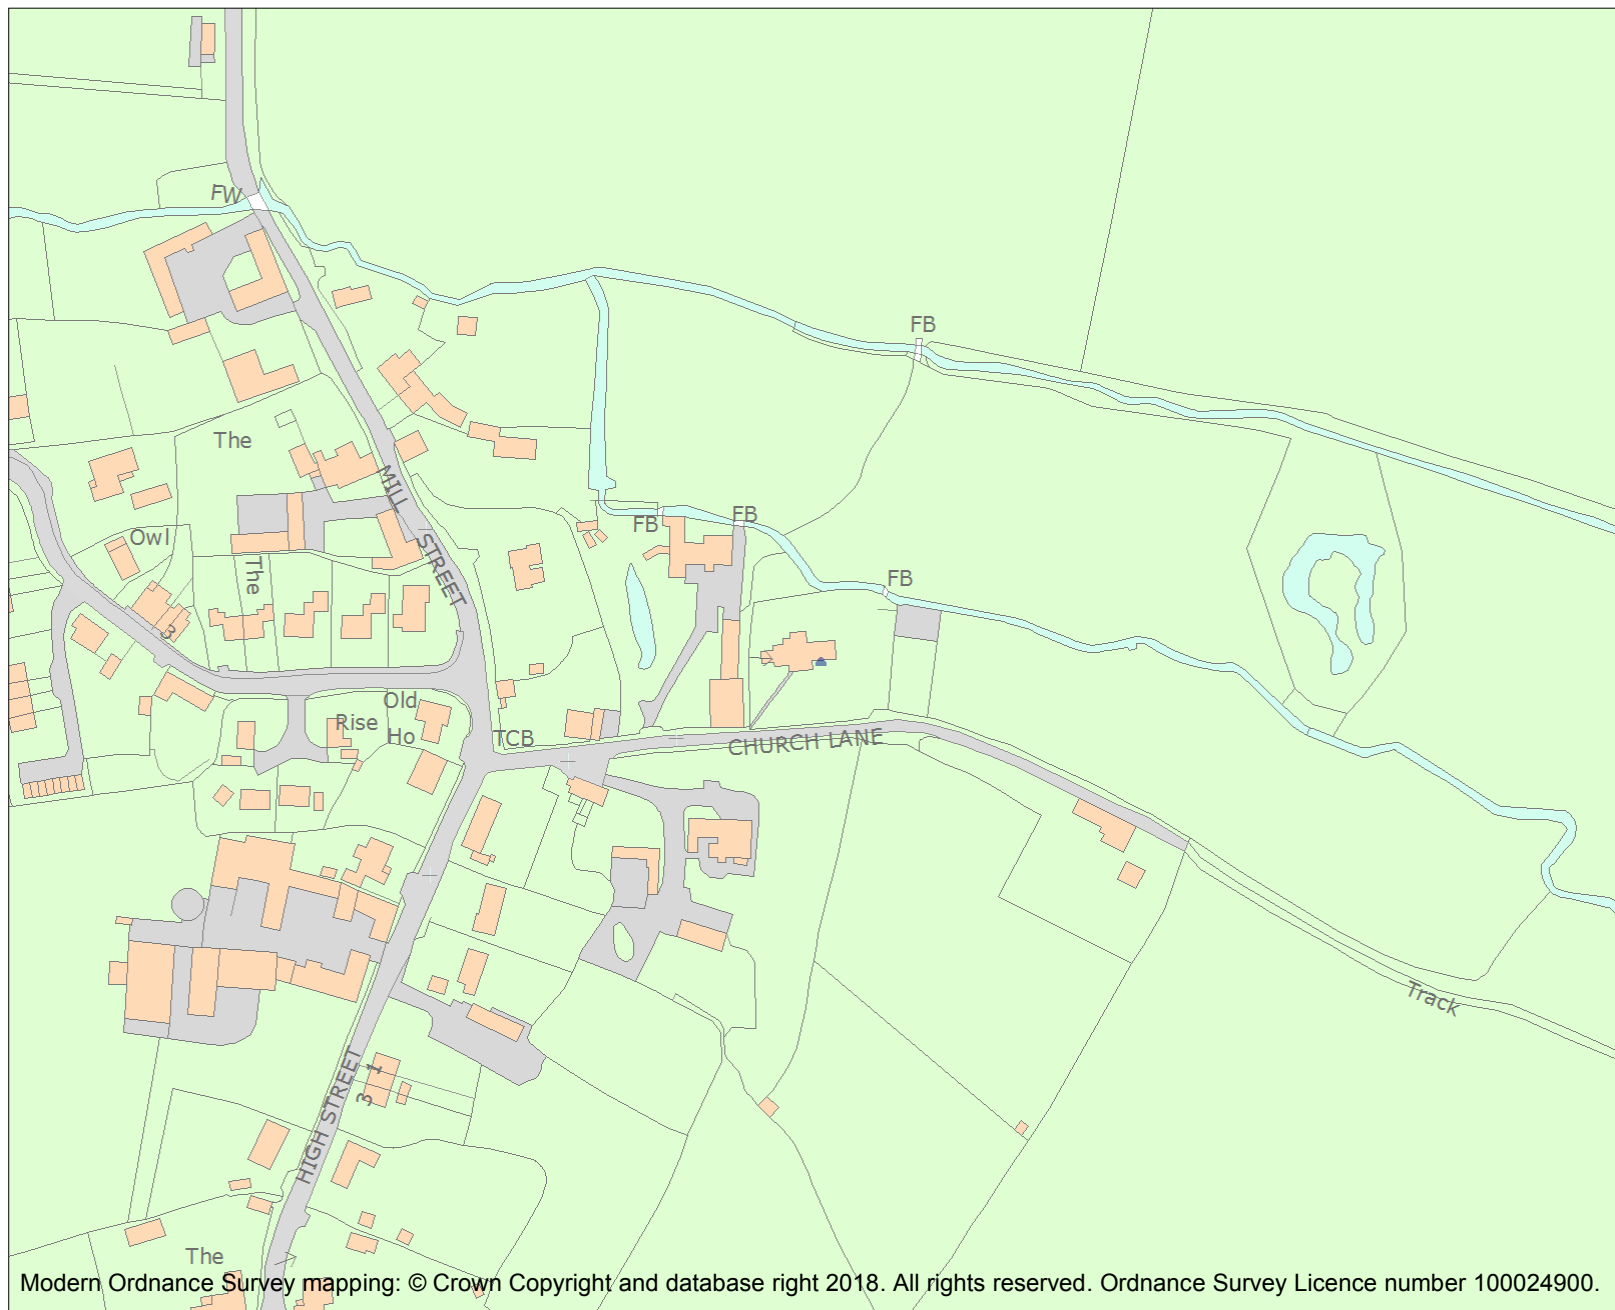 FW
FB
The
MILL STREET
FB
FB
Owl
The
FB
3
Old
Rise
Ho
TCB
CHURCH LANE
Track
HIGH STREET
1
3
The
Modern Ordnance Survey mapping: © Crown Copyright and database right 2018. All rights reserved. Ordnance Survey Licence number 100024900.